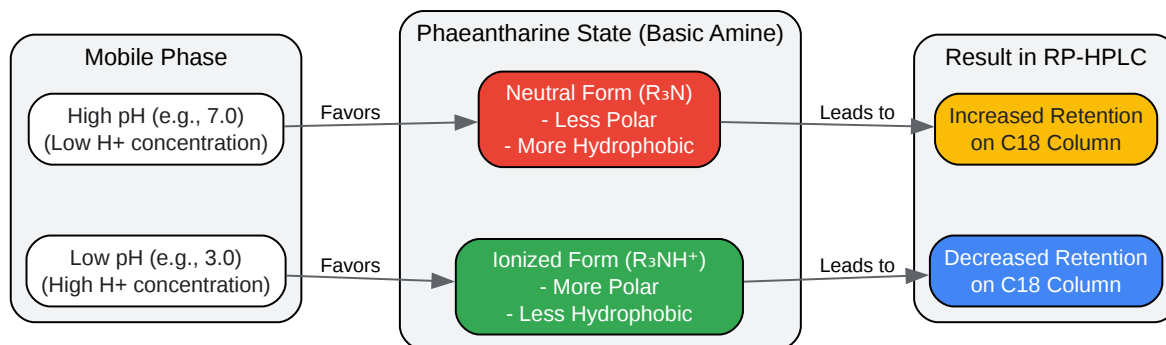 Mobile Phase
High pH (e.g., 7.0)
(Low H+ concentration)
Low pH (e.g., 3.0)
(High H+ concentration)
Favors
Favors
Phaeantharine State (Basic Amine)
Neutral Form (R₃N)
- Less Polar
- More Hydrophobic
Ionized Form (R₃NH⁺)
- More Polar
- Less Hydrophobic
Leads to
Leads to
Result in RP-HPLC
Increased Retention
on C18 Column
Decreased Retention
on C18 Column